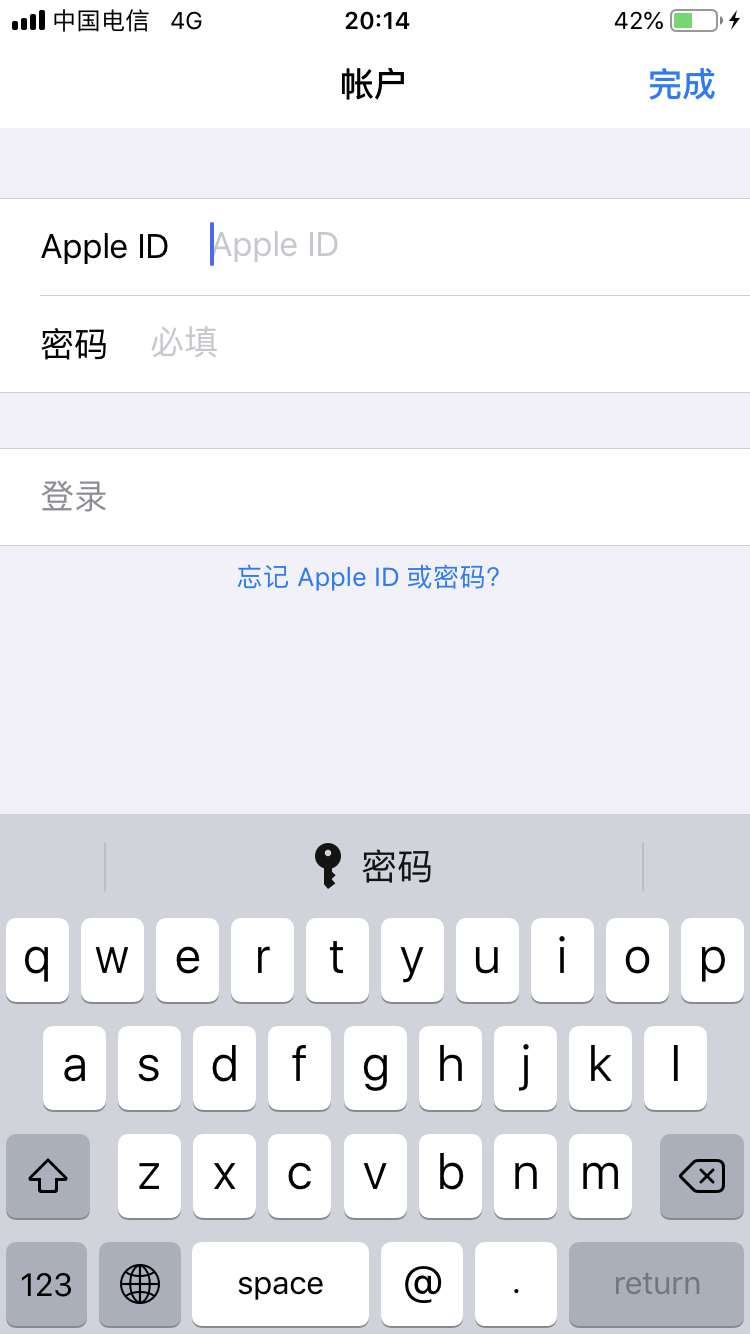 中国电信 4G 20:14 42%
帐户 完成
Apple ID Apple ID
密码 必填
登录
忘记 Apple ID 或密码?
密码
q w e r t y u i o p
a s d f g h j k l
z x c v b n m
123 space @ . return